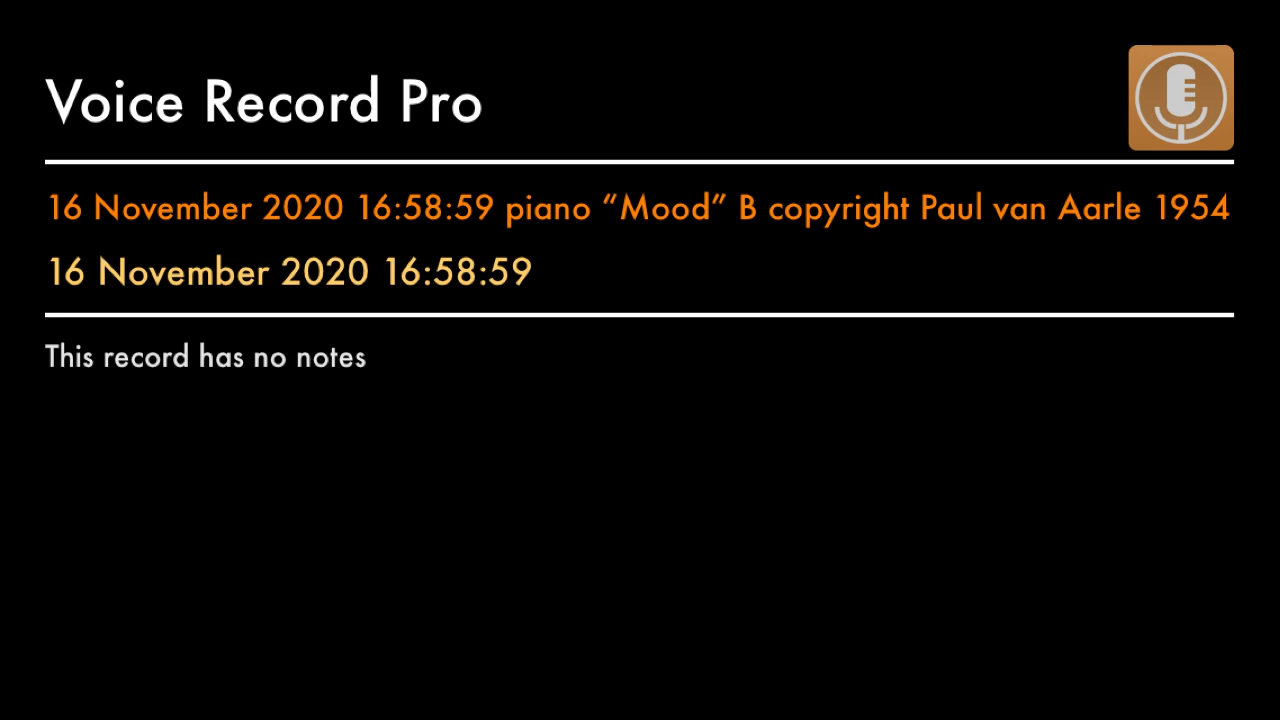 Voice Record Pro
16 November 2020 16:58:59 piano “Mood” B copyright Paul van Aarle 1954
16 November 2020 16:58:59
This record has no notes